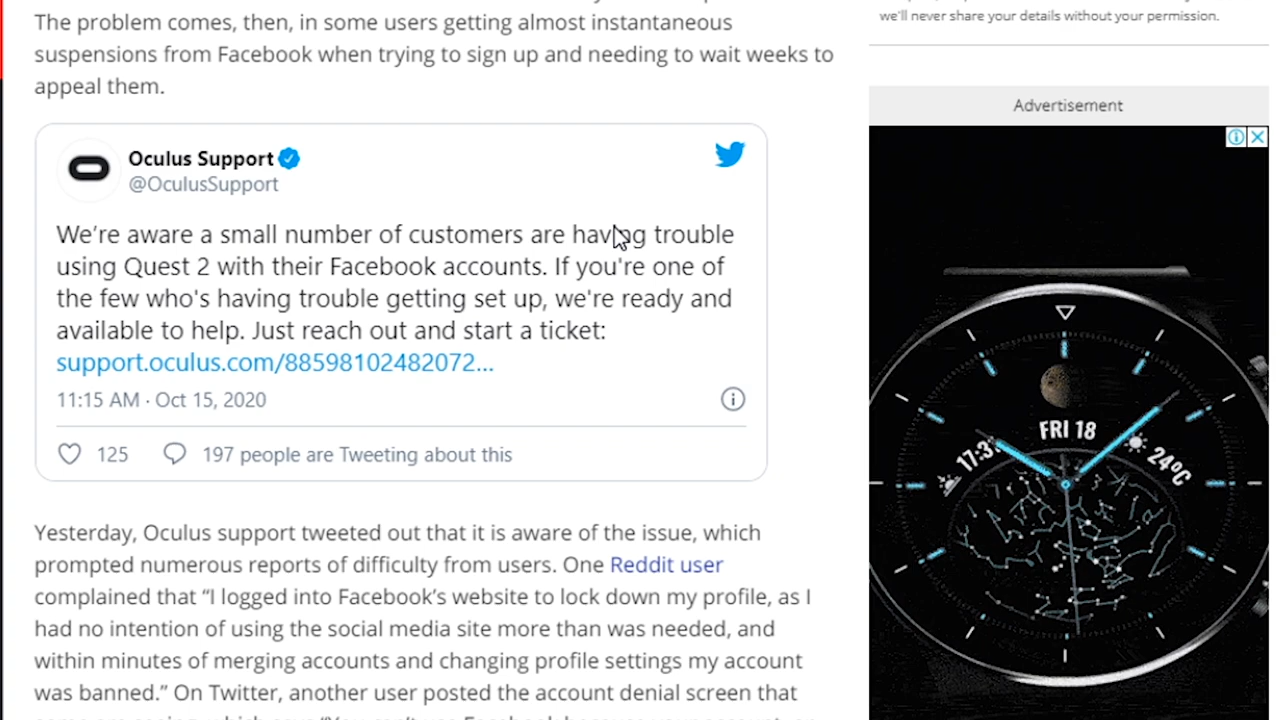 The problem comes, then, in some users getting almost instantaneous
suspensions from Facebook when trying to sign up and needing to wait weeks to
appeal them.
Oculus Support
@OculusSupport
We're aware a small number of customers are having trouble
using Quest 2 with their Facebook accounts. If you're one of
the few who's having trouble getting set up, we're ready and
available to help. Just reach out and start a ticket:
support.oculus.com/88598102482072...
11:15 AM · Oct 15, 2020
125 197 people are Tweeting about this
Yesterday, Oculus support tweeted out that it is aware of the issue, which
prompted numerous reports of difficulty from users. One Reddit user
complained that “I logged into Facebook’s website to lock down my profile, as I
had no intention of using the social media site more than was needed, and
within minutes of merging accounts and changing profile settings my account
was banned.” On Twitter, another user posted the account denial screen that
we'll never share your details without your permission.
Advertisement
FRI 18
24°C